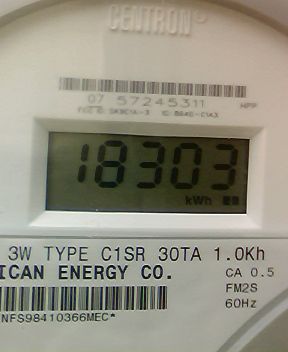 CENTRON®
07 57245311 HPP
18303
kWh
3W TYPE C1SR 30TA 1.0Kh
ICAN ENERGY CO. CA 0.5
FM2S
60Hz
NFS98410366MEC*